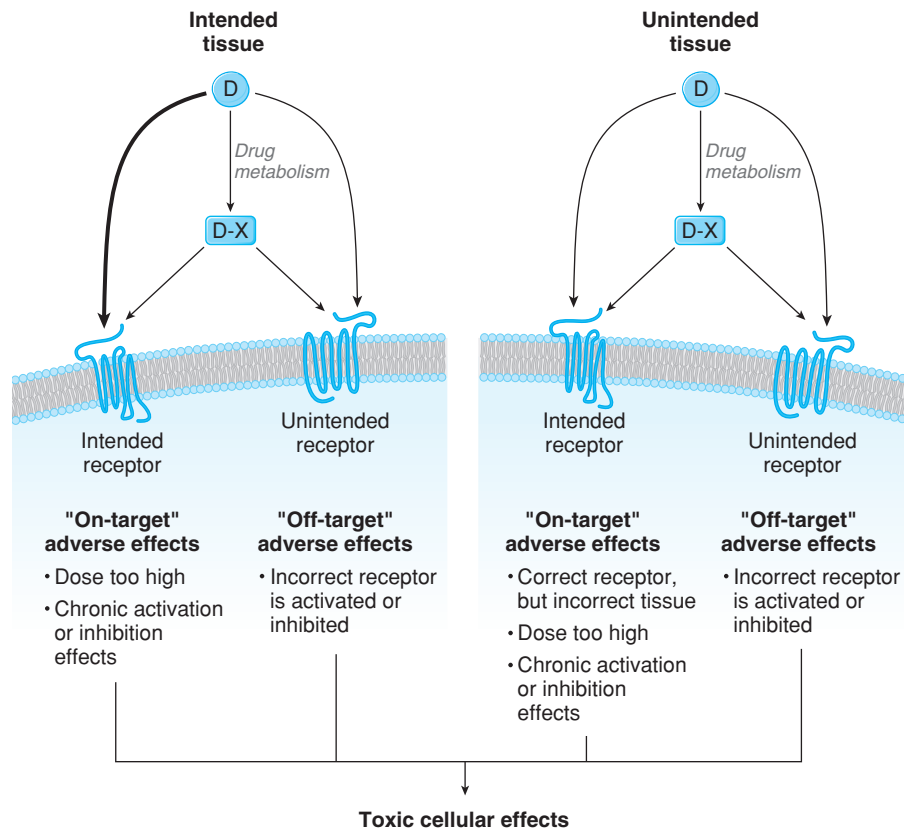 Intended
tissue
D
Drug
metabolism
D-X
Intended
receptor
Unintended
receptor
"On-target"
adverse effects
• Dose too high
• Chronic activation
or inhibition
effects
"Off-target"
adverse effects
• Incorrect receptor
is activated or
inhibited
Unintended
tissue
D
Drug
metabolism
D-X
Intended
receptor
Unintended
receptor
"On-target"
adverse effects
• Correct receptor,
but incorrect tissue
• Dose too high
• Chronic activation
or inhibition
effects
"Off-target"
adverse effects
• Incorrect receptor
is activated or
inhibited
Toxic cellular effects